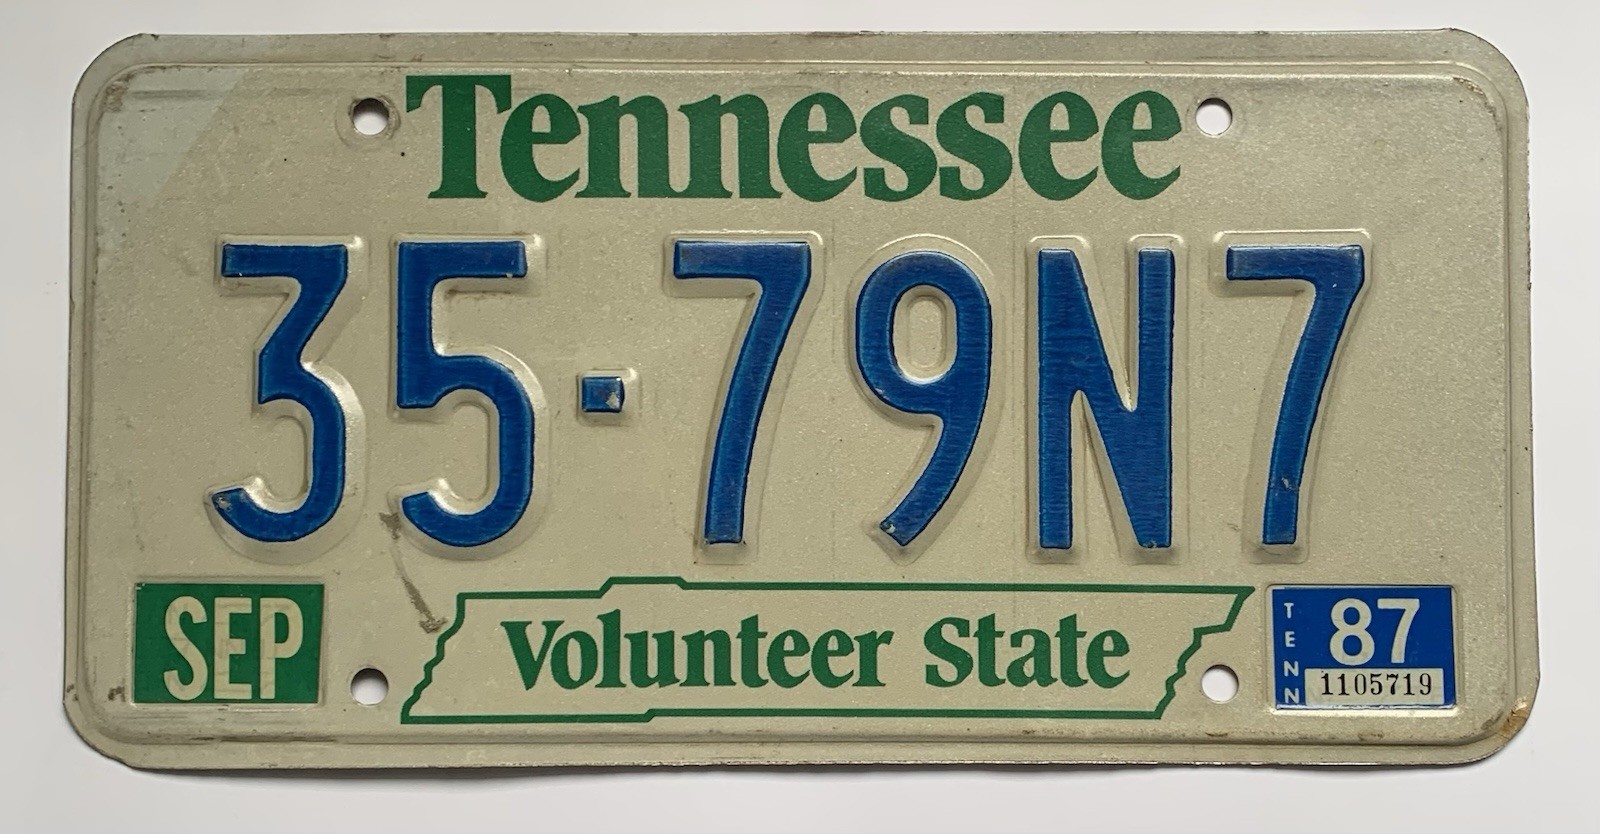 Tennessee
35-79N7
SEP
Volunteer State
TENN
87
1105719